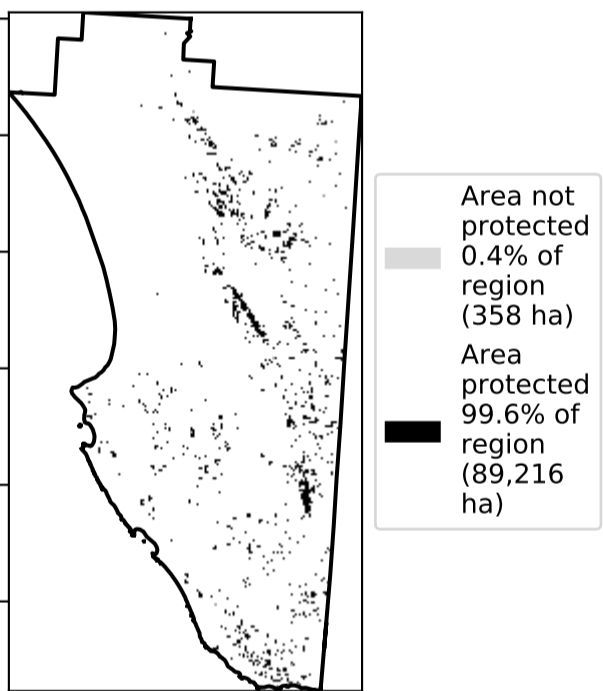 Area not
protected
0.4% of
region
(358 ha)
Area
protected
99.6% of
region
(89,216
ha)